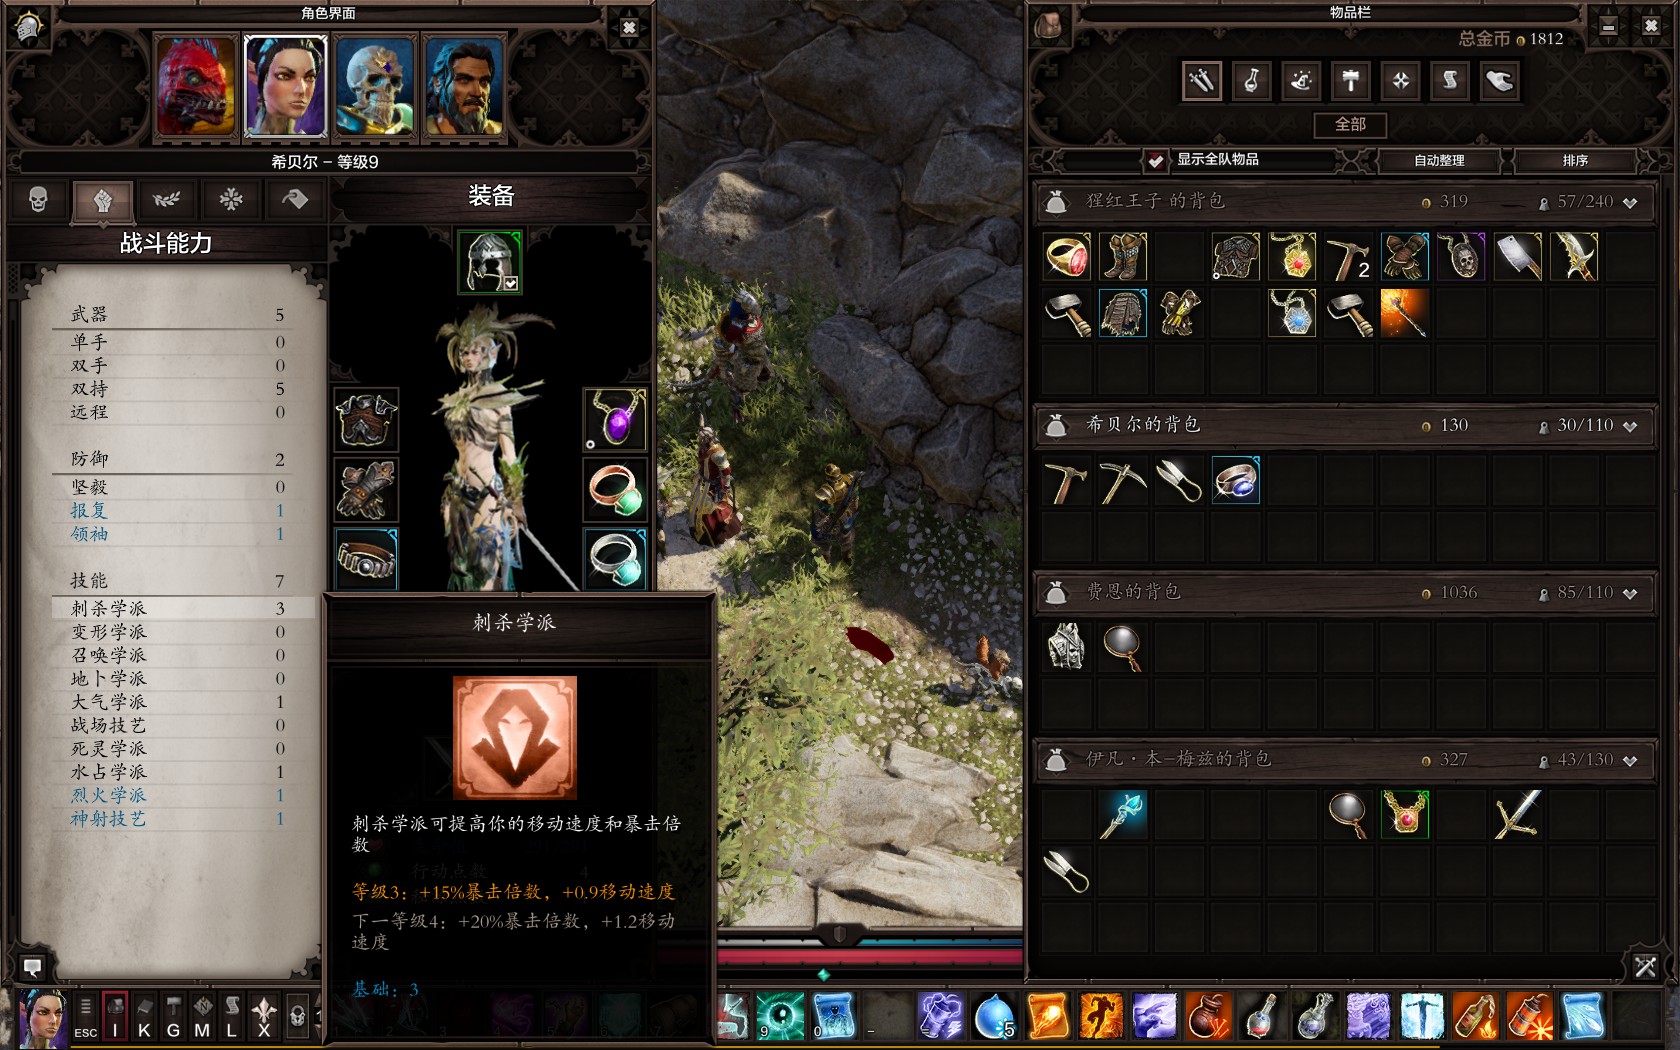 角色界面
希贝尔 – 等级9
战斗能力
武器 5
单手 0
双手 0
双持 5
远程 0
防御 2
坚毅 0
报复 1
领袖 1
技能 7
刺杀学派 3
变形学派 0
召唤学派 0
地卜学派 0
大气学派 1
战场技艺 0
死灵学派 0
水占学派 1
烈火学派 1
神射技艺 1
装备
刺杀学派
刺杀学派可提高你的移动速度和暴击倍
数
行动点数 4
等级3：+15%暴击倍数，+0.9移动速度
下一等级4：+20%暴击倍数，+1.2移动
速度
基础：3
物品栏
总金币 1812
全部
显示全队物品
自动整理
排序
猩红王子 的背包 319 57/240
2
希贝尔的背包 130 30/110
费恩的背包 1036 85/110
伊凡·本–梅兹的背包 327 43/130
ESC I K G M L X
9 0 – = 5